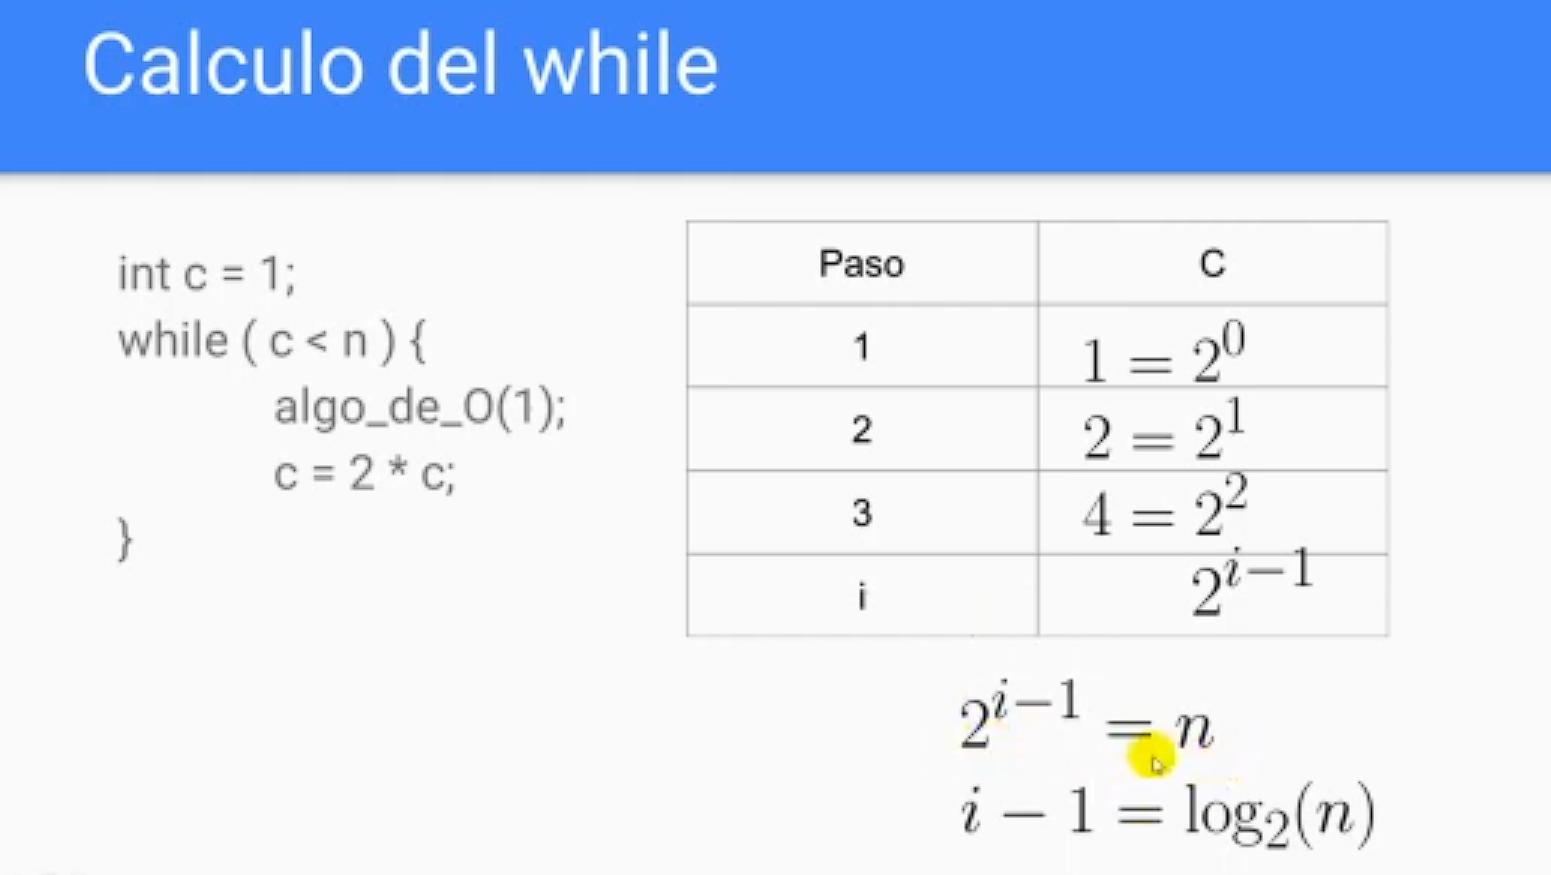 Calculo del while
int c = 1;
while ( c < n ) {
algo_de_O(1);
c = 2 * c;
}
Paso C
1 1 = 2^0
2 2 = 2^1
3 4 = 2^2
i 2^{i-1}
2^{i-1} = n
i - 1 = log_2(n)